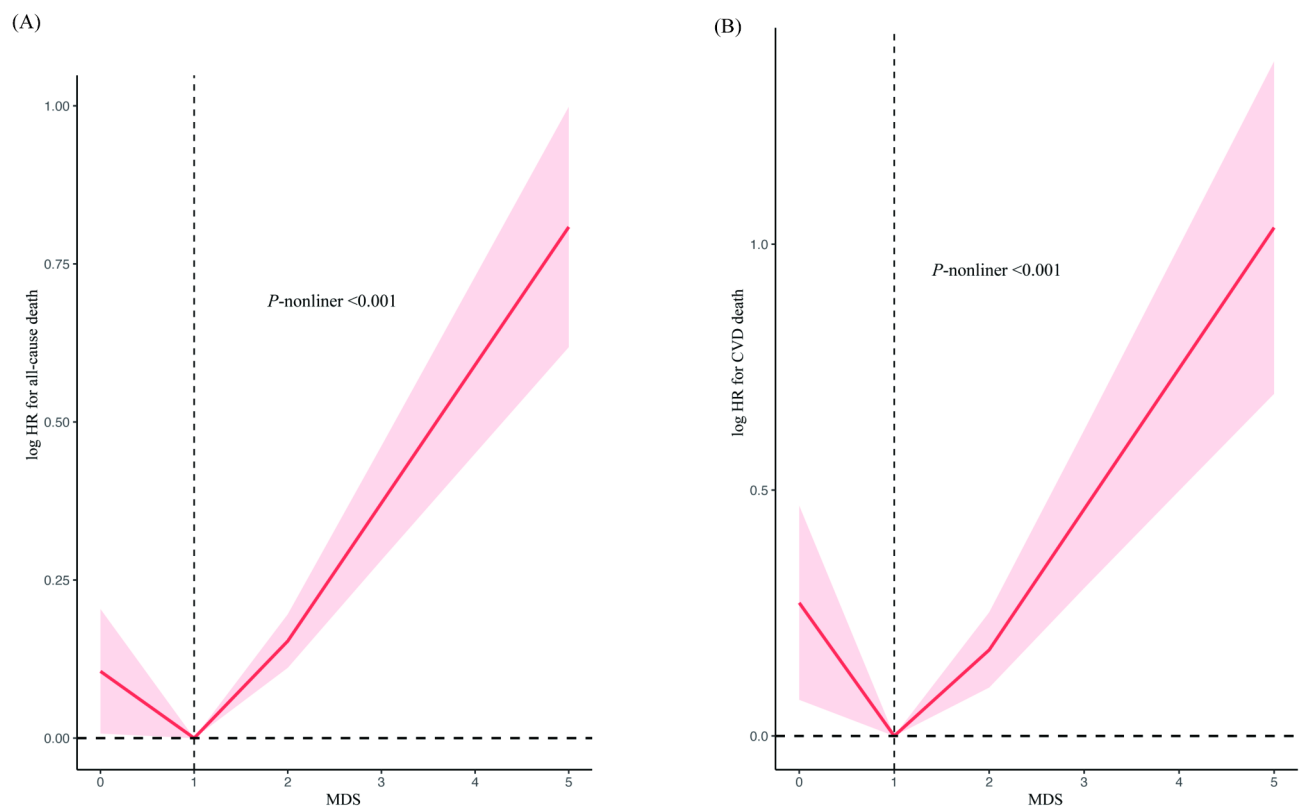 (A)
log HR for all-cause death
1.00
0.75
0.50
0.25
0.00
P-nonliner <0.001
0 1 2 3 4 5
MDS
(B)
log HR for CVD death
1.0
0.5
0.0
P-nonliner <0.001
0 1 2 3 4 5
MDS